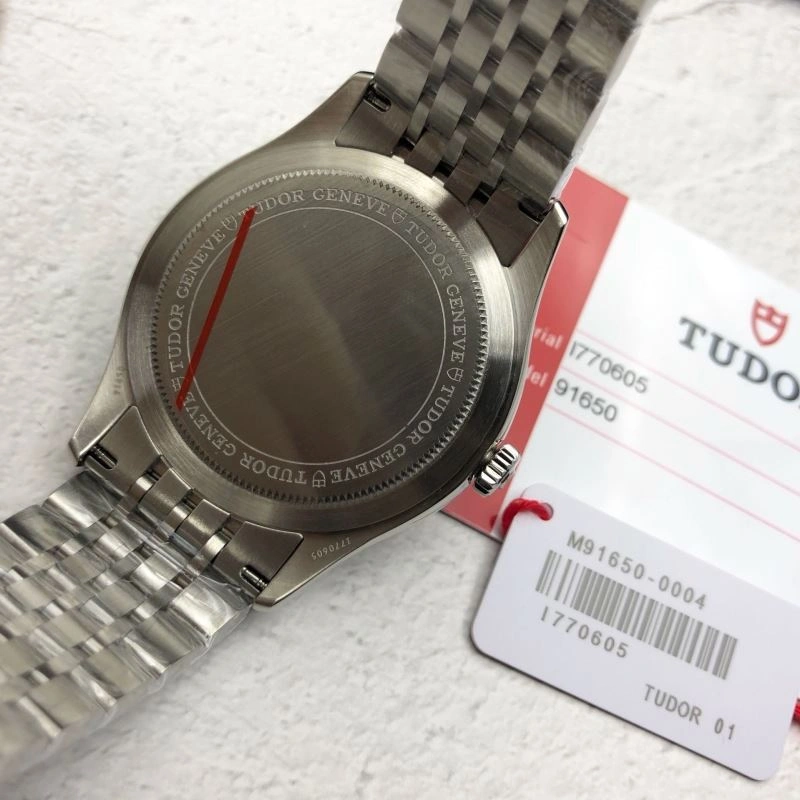 TUDOR GENEVE TUDOR GENEVE TUDOR GENEVE TUDOR GENEVE TUDOR GENEVE
91650
I770605
TUDOR
rial I770605
el 91650
M91650-0004
I770605
TUDOR 01